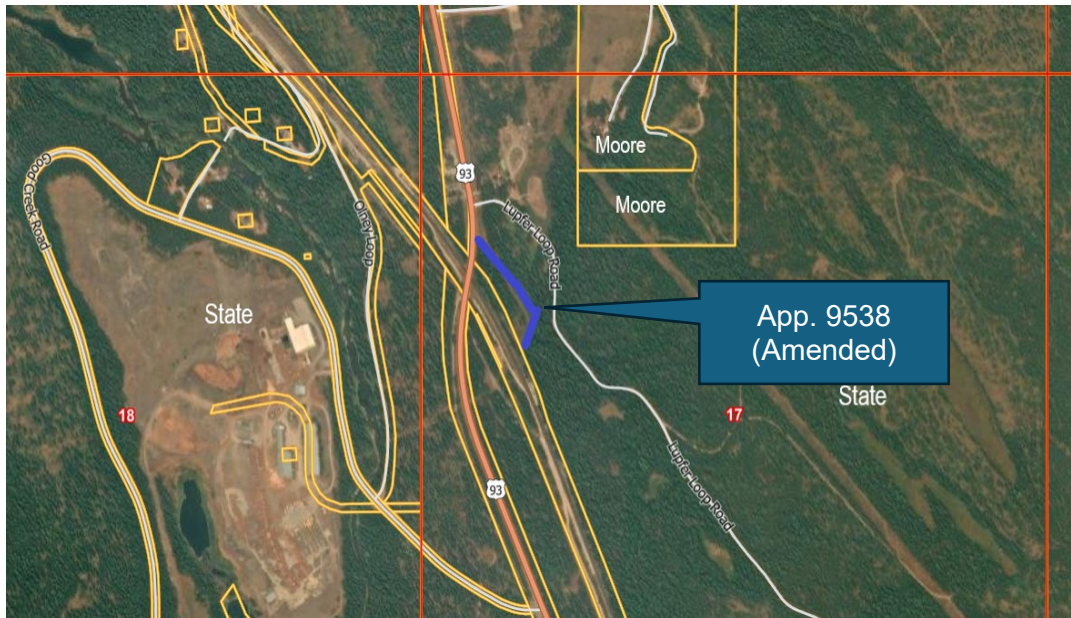 Moore
93
Moore
Good Creek Road
Olney Loop
Lupfer Loop Road
State
App. 9538
(Amended)
State
18
17
93
Lupfer Loop Road